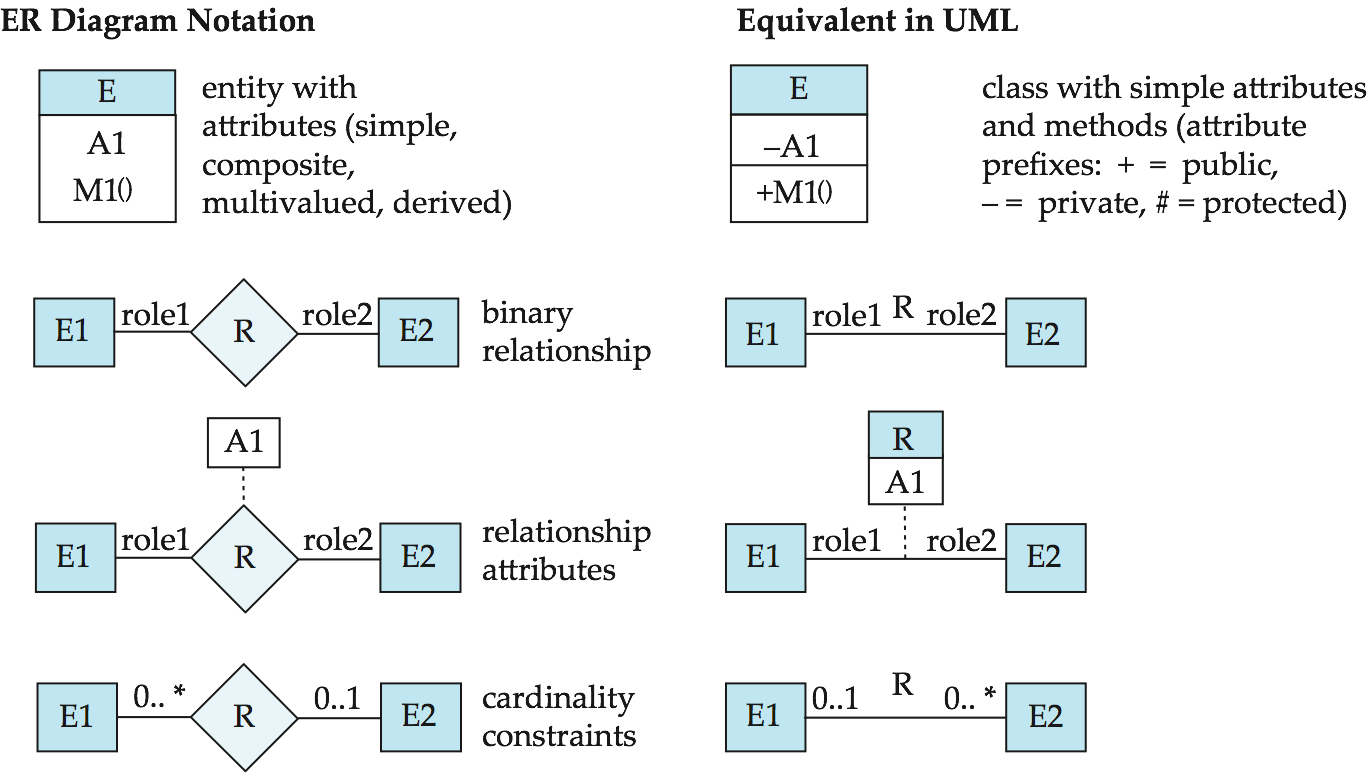 ER Diagram Notation
Equivalent in UML
E
A1
M1()
entity with
attributes (simple,
composite,
multivalued, derived)
E
–A1
+M1()
class with simple attributes
and methods (attribute
prefixes: + = public,
– = private, # = protected)
E1
role1
R
role2
E2
binary
relationship
E1
role1
R
role2
E2
A1
E1
role1
R
role2
E2
relationship
attributes
R
A1
E1
role1
role2
E2
E1
0.. *
R
0..1
E2
cardinality
constraints
E1
0..1
R
0.. *
E2